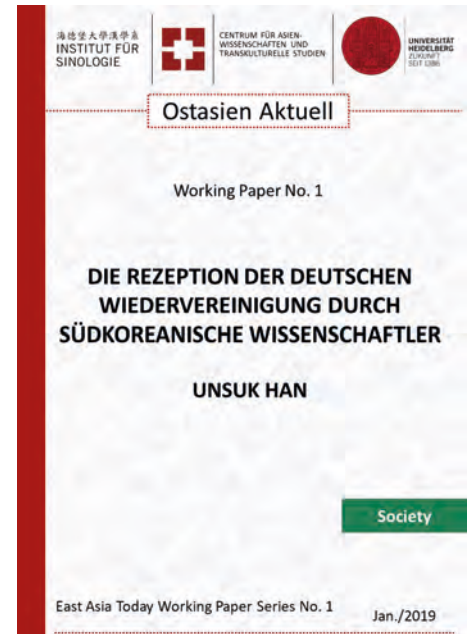 海德堡大學漢學系
INSTITUT FÜR
SINOLOGIE
CENTRUM FÜR ASIEN-
WISSENSCHAFTEN UND
TRANSKULTURELLE STUDIEN
UNIVERSITÄT
HEIDELBERG
ZUKUNFT
SEIT 1386
Ostasien Aktuell
Working Paper No. 1
DIE REZEPTION DER DEUTSCHEN
WIEDERVEREINIGUNG DURCH
SÜDKOREANISCHE WISSENSCHAFTLER
UNSUK HAN
Society
East Asia Today Working Paper Series No. 1
Jan./2019